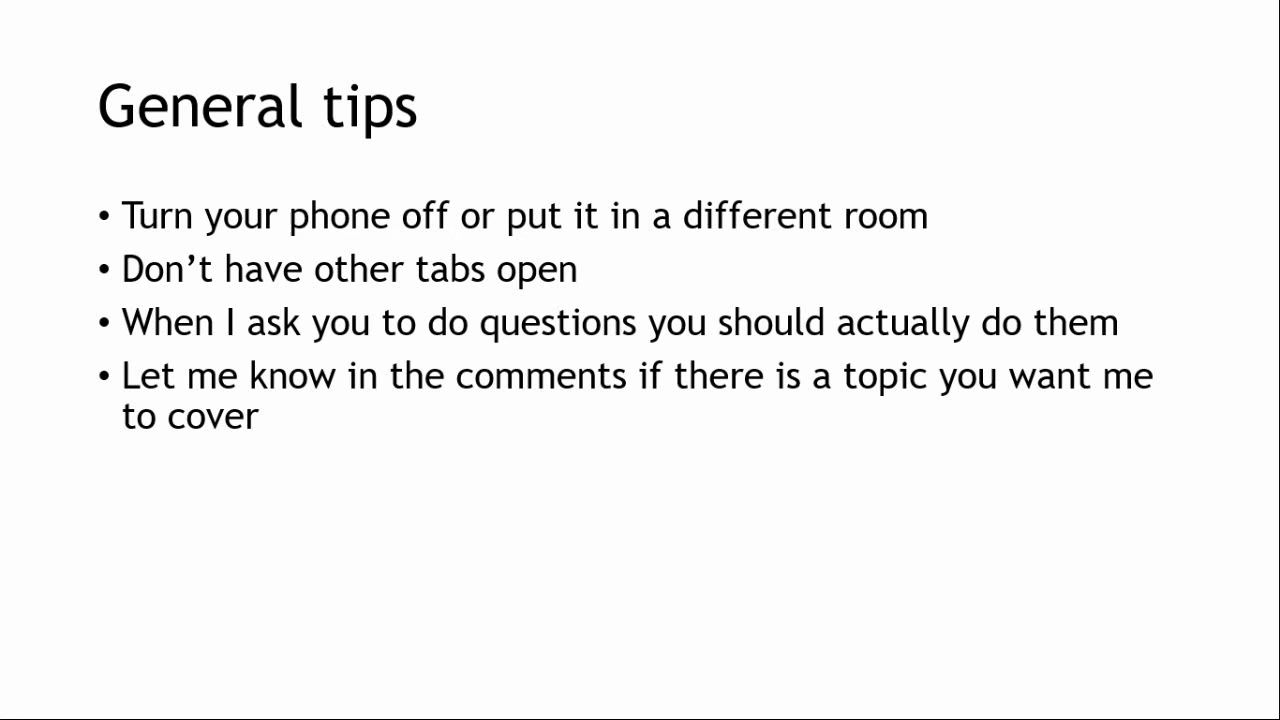 General tips
• Turn your phone off or put it in a different room
• Don’t have other tabs open
• When I ask you to do questions you should actually do them
• Let me know in the comments if there is a topic you want me
to cover